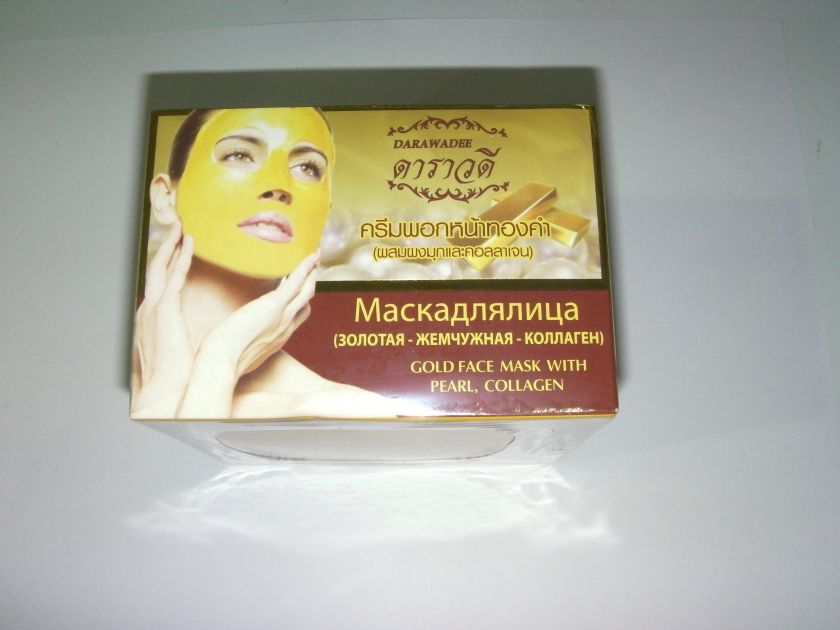 DARAWADEE
ดาราวดี
ครีมพอกหน้าทองคำ
(ผสมผงมุกและคอลลาเจน)
Маскадлялица
(ЗОЛОТАЯ - ЖЕМЧУЖНАЯ - КОЛЛАГЕН)
GOLD FACE MASK WITH
PEARL, COLLAGEN